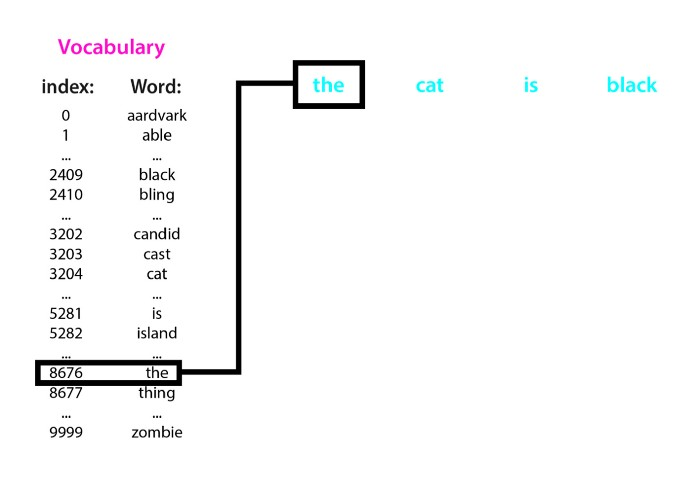 Vocabulary
index: Word:
0 aardvark
1 able
... ...
2409 black
2410 bling
... ...
3202 candid
3203 cast
3204 cat
... ...
5281 is
5282 island
... ...
8676 the
8677 thing
... ...
9999 zombie
the cat is black